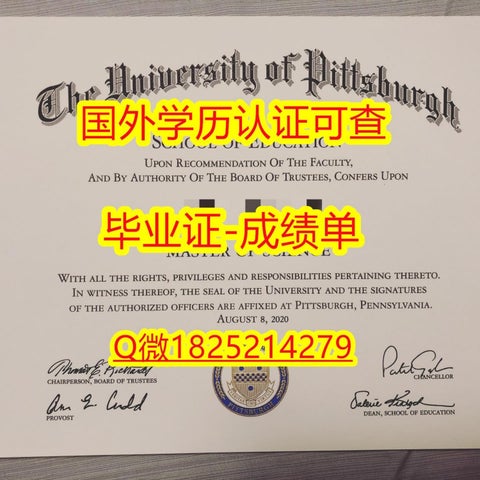 The University of Pittsburgh
国外学历认证可查
SCHOOL OF EDUCATION
UPON RECOMMENDATION OF THE FACULTY,
AND BY AUTHORITY OF THE BOARD OF TRUSTEES, CONFERS UPON
毕业证-成绩单
MASTER OF SCIENCE
WITH ALL THE RIGHTS, PRIVILEGES AND RESPONSIBILITIES PERTAINING THERETO.
IN WITNESS THEREOF, THE SEAL OF THE UNIVERSITY AND THE SIGNATURES
OF THE AUTHORIZED OFFICERS ARE AFFIXED AT PITTSBURGH, PENNSYLVANIA.
AUGUST 8, 2020
Q微1825214279
CHAIRPERSON, BOARD OF TRUSTEES
CHANCELLOR
PITTSBURGH
PROVOST
DEAN, SCHOOL OF EDUCATION